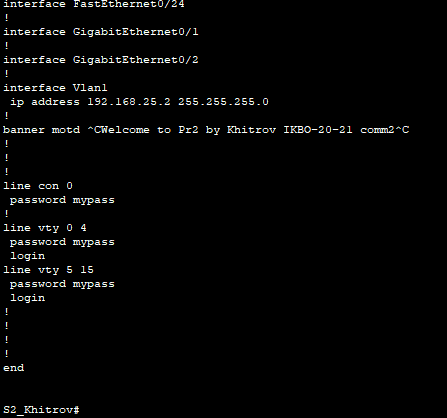 interface FastEthernet0/24
!
interface GigabitEthernet0/1
!
interface GigabitEthernet0/2
!
interface Vlan1
 ip address 192.168.25.2 255.255.255.0
!
banner motd ^CWelcome to Pr2 by Khitrov IKBO-20-21 comm2^C
!
!
!
line con 0
 password mypass
!
line vty 0 4
 password mypass
 login
line vty 5 15
 password mypass
 login
!
!
!
!
end
S2_Khitrov#